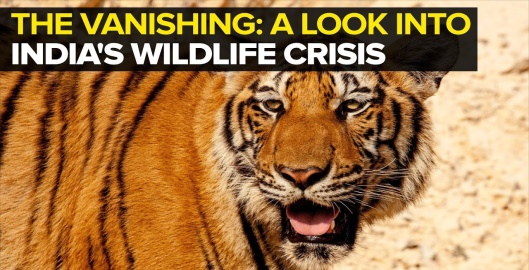 THE VANISHING: A LOOK INTO
INDIA'S WILDLIFE CRISIS